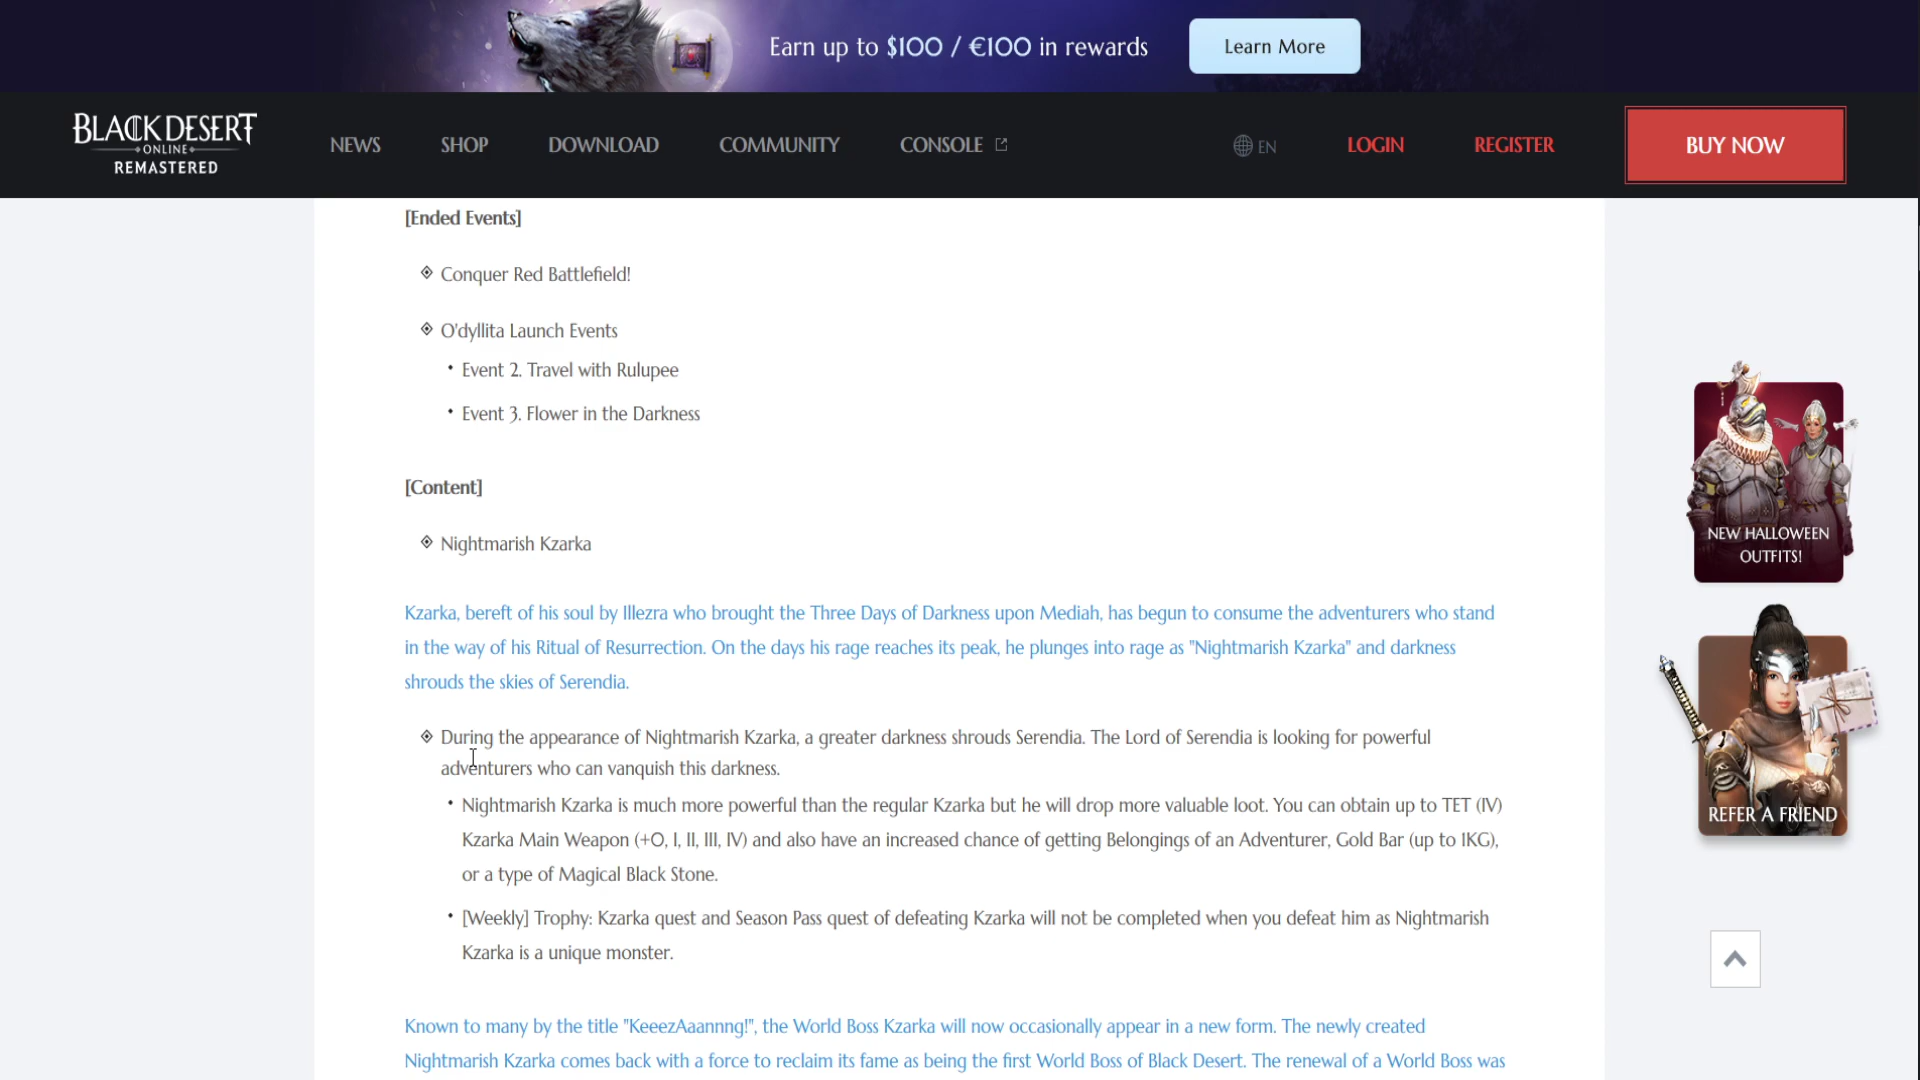 Earn up to $100 / €100 in rewards
Learn More
BLACK DESERT
ONLINE
REMASTERED
NEWS
SHOP
DOWNLOAD
COMMUNITY
CONSOLE
EN
LOGIN
REGISTER
BUY NOW
[Ended Events]
Conquer Red Battlefield!
O'dyllita Launch Events
• Event 2. Travel with Rulupee
• Event 3. Flower in the Darkness
[Content]
Nightmarish Kzarka
Kzarka, bereft of his soul by Illezra who brought the Three Days of Darkness upon Mediah, has begun to consume the adventurers who stand
in the way of his Ritual of Resurrection. On the days his rage reaches its peak, he plunges into rage as "Nightmarish Kzarka" and darkness
shrouds the skies of Serendia.
During the appearance of Nightmarish Kzarka, a greater darkness shrouds Serendia. The Lord of Serendia is looking for powerful
adventurers who can vanquish this darkness.
• Nightmarish Kzarka is much more powerful than the regular Kzarka but he will drop more valuable loot. You can obtain up to TET (IV)
Kzarka Main Weapon (+0, I, II, III, IV) and also have an increased chance of getting Belongings of an Adventurer, Gold Bar (up to 1KG),
or a type of Magical Black Stone.
• [Weekly] Trophy: Kzarka quest and Season Pass quest of defeating Kzarka will not be completed when you defeat him as Nightmarish
Kzarka is a unique monster.
Known to many by the title "KeeezAaannng!", the World Boss Kzarka will now occasionally appear in a new form. The newly created
Nightmarish Kzarka comes back with a force to reclaim its fame as being the first World Boss of Black Desert. The renewal of a World Boss was
NEW HALLOWEEN
OUTFITS!
REFER A FRIEND